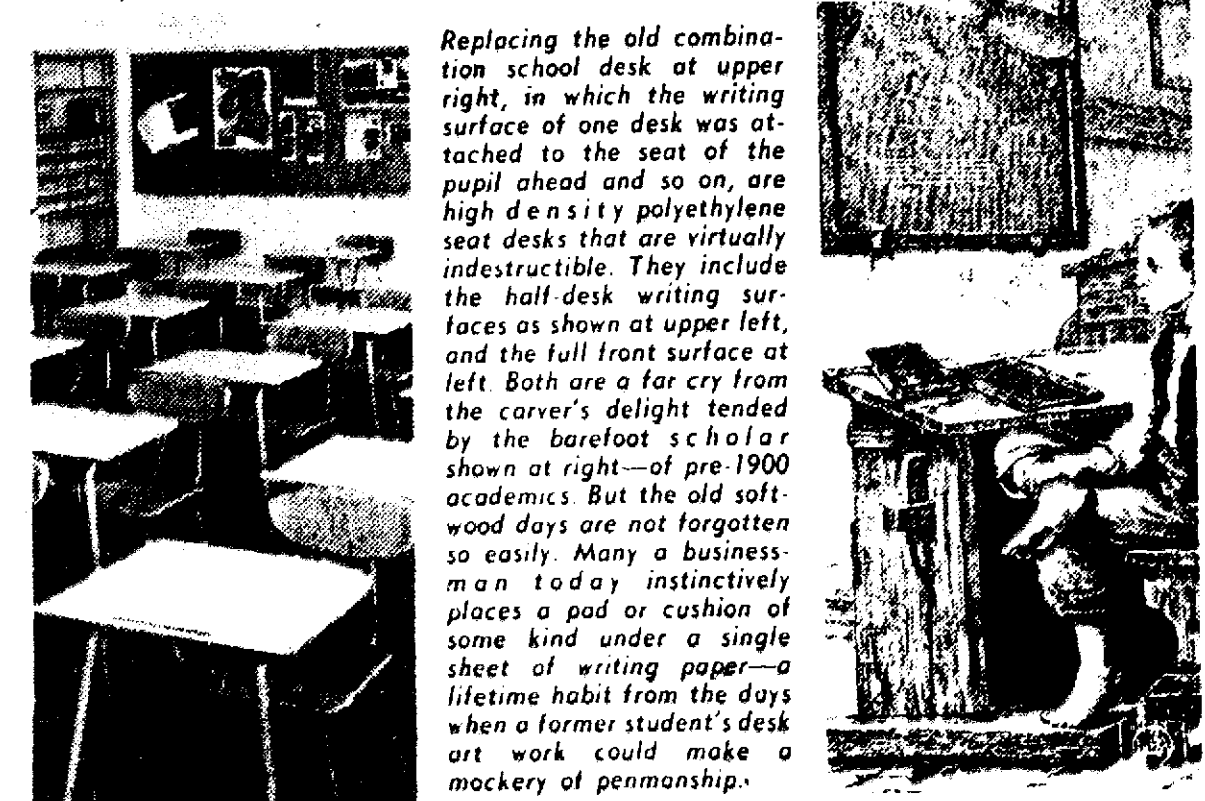 Replacing the old combina-
tion school desk at upper
right, in which the writing
surface of one desk was at-
tached to the seat of the
pupil ahead and so on, are
high density polyethylene
seat desks that are virtually
indestructible. They include
the half-desk writing sur-
faces as shown at upper left,
and the full front surface at
left. Both are a far cry from
the carver's delight tended
by the barefoot scholar
shown at right—of pre-1900
academics. But the old soft-
wood days are not forgotten
so easily. Many a business-
man today instinctively
places a pad or cushion of
some kind under a single
sheet of writing paper—a
lifetime habit from the days
when a former student's desk
art work could make a
mockery of penmanship.